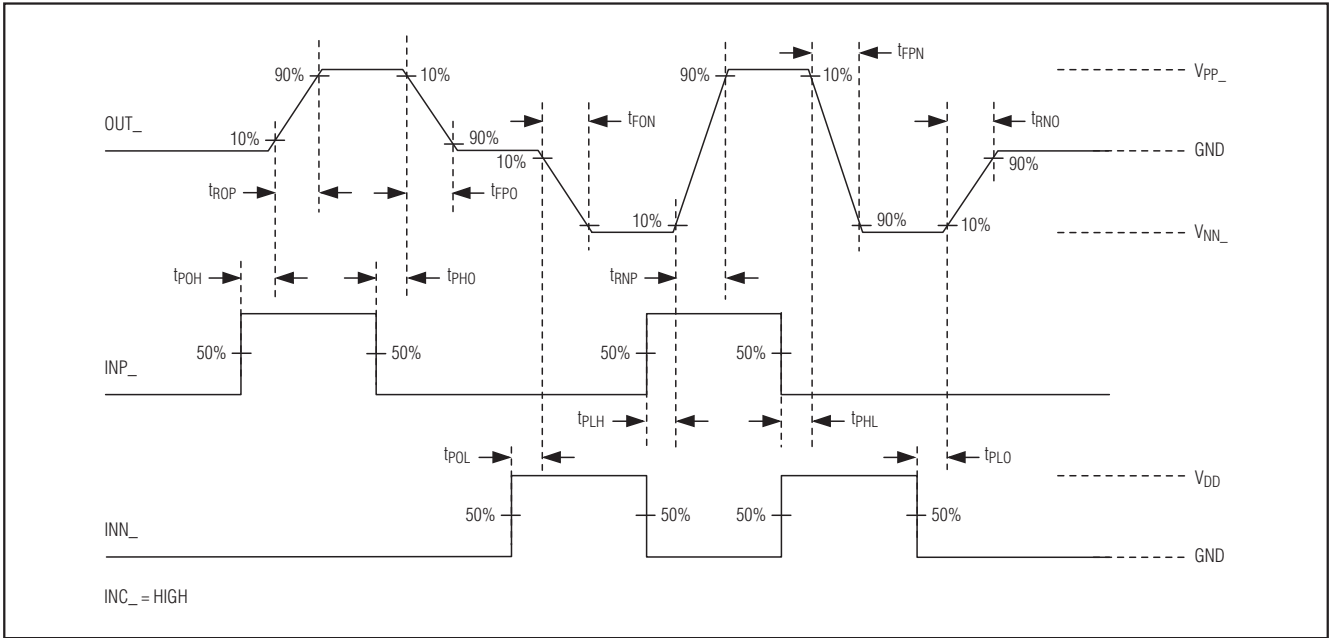 t_FPN
90% 10% V_PP_
OUT_ t_FON t_RNO
10% 90% GND
10% 90%
t_ROP t_FPO
10% 90% 10% V_NN_
t_POH t_PHO t_RNP
50% 50% 50% 50%
INP_
t_PLH t_PHL
t_POL t_PLO
V_DD
50% 50% 50% 50%
INN_
GND
INC_ = HIGH